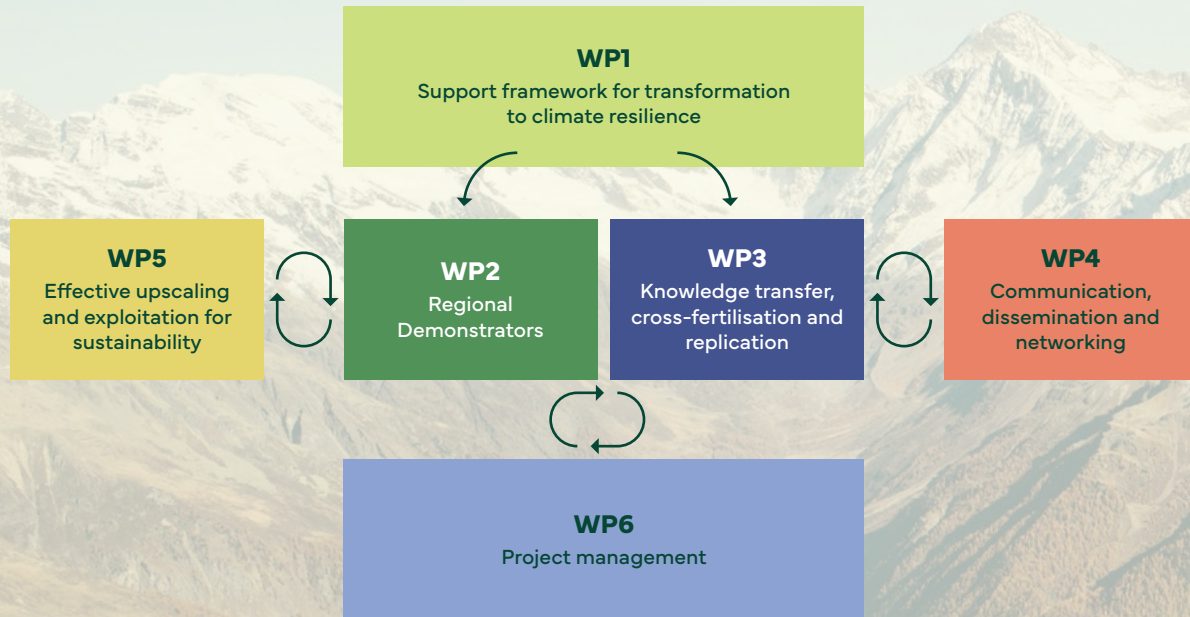 WP1
Support framework for transformation
to climate resilience
WP5
Effective upscaling
and exploitation for
sustainability
WP2
Regional
Demonstrators
WP3
Knowledge transfer,
cross-fertilisation and
replication
WP4
Communication,
dissemination and
networking
WP6
Project management